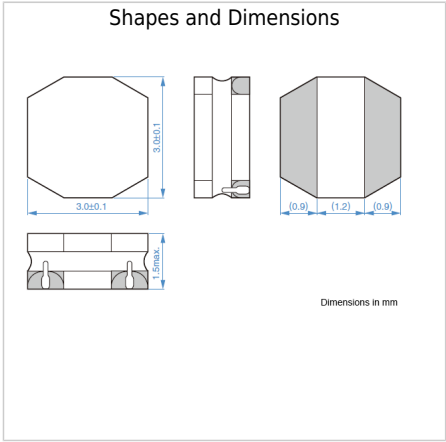 Shapes and Dimensions
3.0±0.1
3.0±0.1
(0.9) (1.2) (0.9)
1.5max.
Dimensions in mm